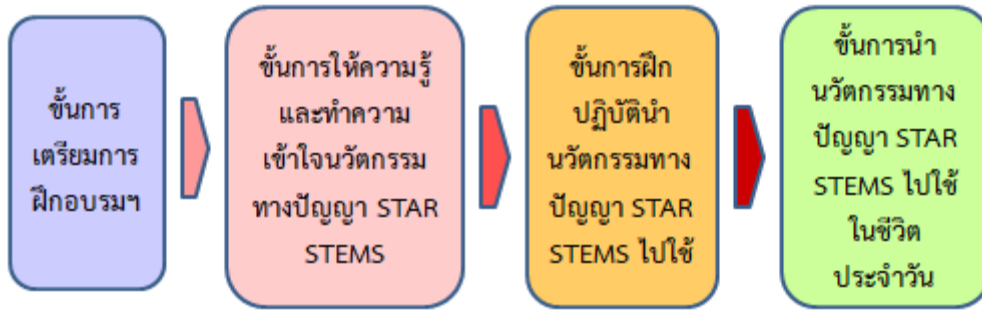 ขั้นการ
เตรียมการ
ฝึกอบรมฯ
ขั้นการให้ความรู้
และทำความ
เข้าใจนวัตกรรม
ทางปัญญา STAR
STEMS
ขั้นการฝึก
ปฏิบัตินำ
นวัตกรรมทาง
ปัญญา STAR
STEMS ไปใช้
ขั้นการนำ
นวัตกรรมทาง
ปัญญา STAR
STEMS ไปใช้
ในชีวิต
ประจำวัน